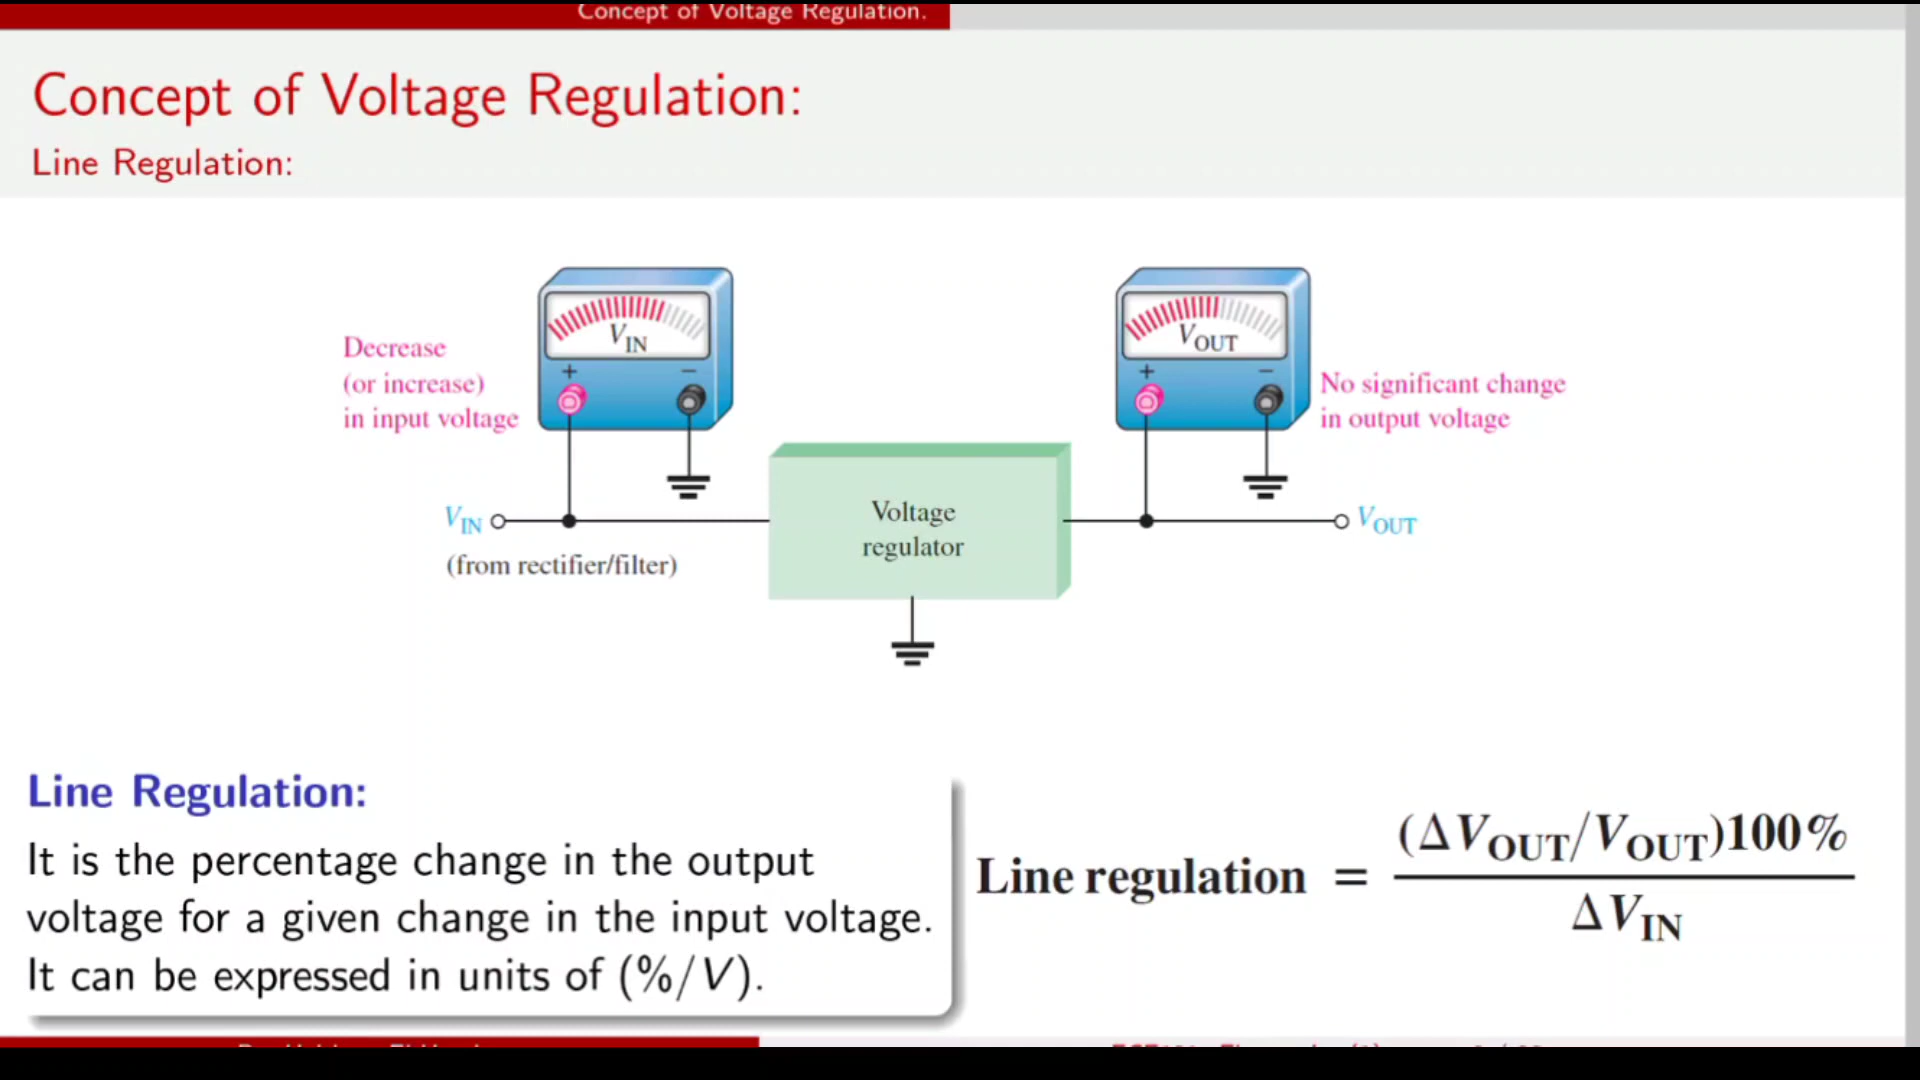 Concept of Voltage Regulation.
Concept of Voltage Regulation:
Line Regulation:
V_IN
+ −
Decrease
(or increase)
in input voltage
V_OUT
+ −
No significant change
in output voltage
V_IN
(from rectifier/filter)
Voltage
regulator
V_OUT
Line Regulation:
It is the percentage change in the output
voltage for a given change in the input voltage.
It can be expressed in units of (%/V).
Line regulation = (ΔV_OUT/V_OUT)100% / ΔV_IN